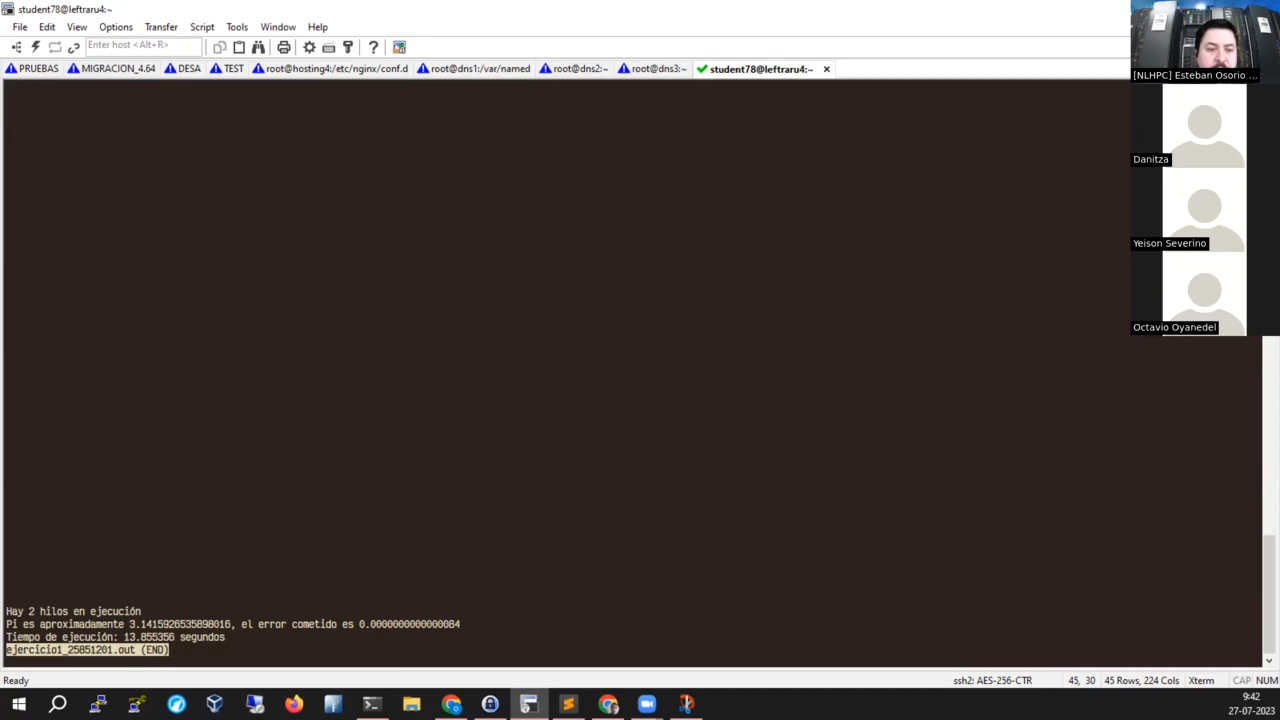 student78@leftraru4:~
File Edit View Options Transfer Script Tools Window Help
Enter host <Alt+R>
PRUEBAS MIGRACION_4.64 DESA TEST root@hosting4:/etc/nginx/conf.d root@dns1:/var/named root@dns2:~ root@dns3:~ student78@leftraru4:~
[NLHPC] Esteban Osorio ...
Danitza
Yeison Severino
Octavio Oyanedel
Hay 2 hilos en ejecución
Pi es aproximadamente 3.1415926535898016, el error cometido es 0.0000000000000084
Tiempo de ejecución: 13.855356 segundos
ejercicio1_25851201.out (END)
Ready ssh2: AES-256-CTR 45, 30 45 Rows, 224 Cols Xterm CAP NUM
9:42
27-07-2023